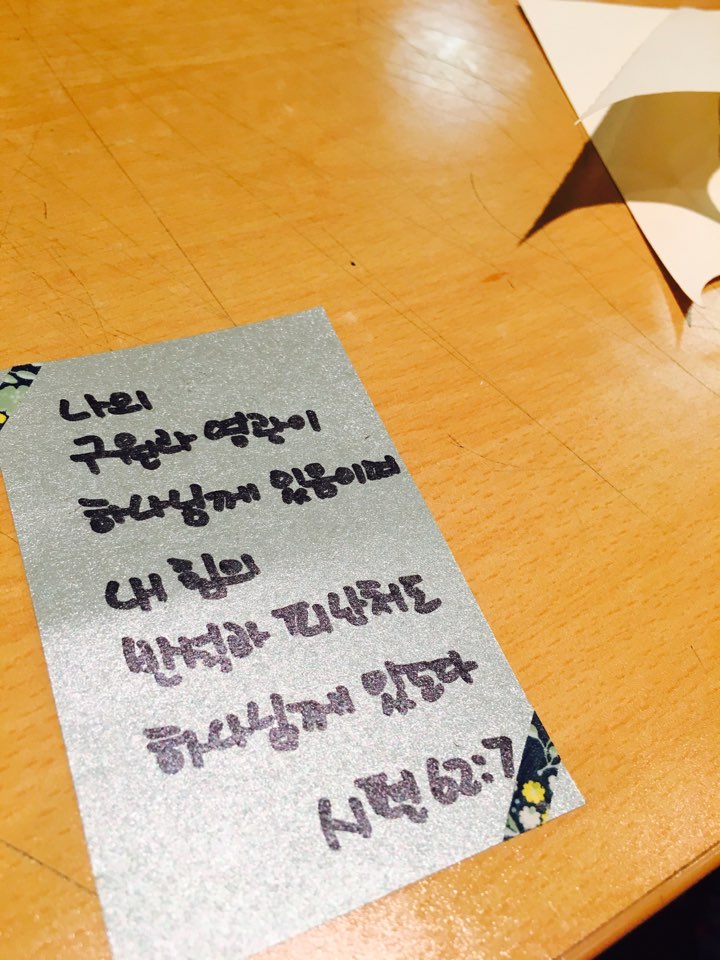 나의
구원과 영광이
하나님께 있음이며
내 힘의
반석과 피난처도
하나님께 있도다
시편 62:7